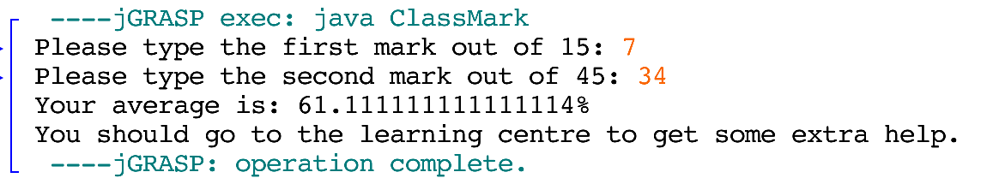 ----jGRASP exec: java ClassMark
Please type the first mark out of 15: 7
Please type the second mark out of 45: 34
Your average is: 61.111111111111114%
You should go to the learning centre to get some extra help.
----jGRASP: operation complete.